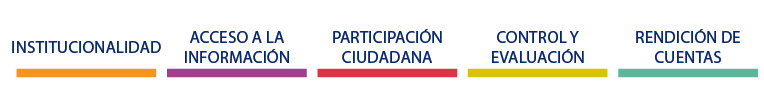 INSTITUCIONALIDAD
ACCESO A LA
INFORMACIÓN
PARTICIPACIÓN
CIUDADANA
CONTROL Y
EVALUACIÓN
RENDICIÓN DE
CUENTAS